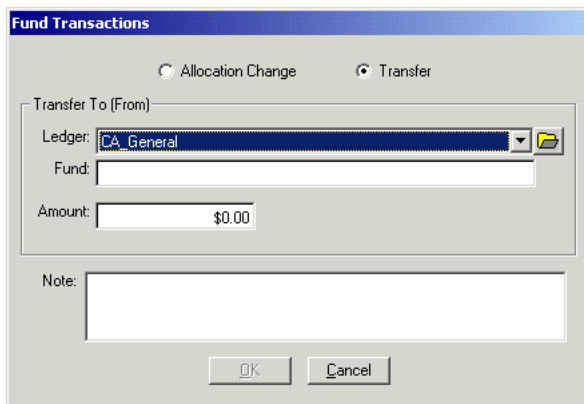 Fund Transactions
Allocation Change Transfer
Transfer To (From)
Ledger: CA_General
Fund:
Amount: $0.00
Note:
OK Cancel